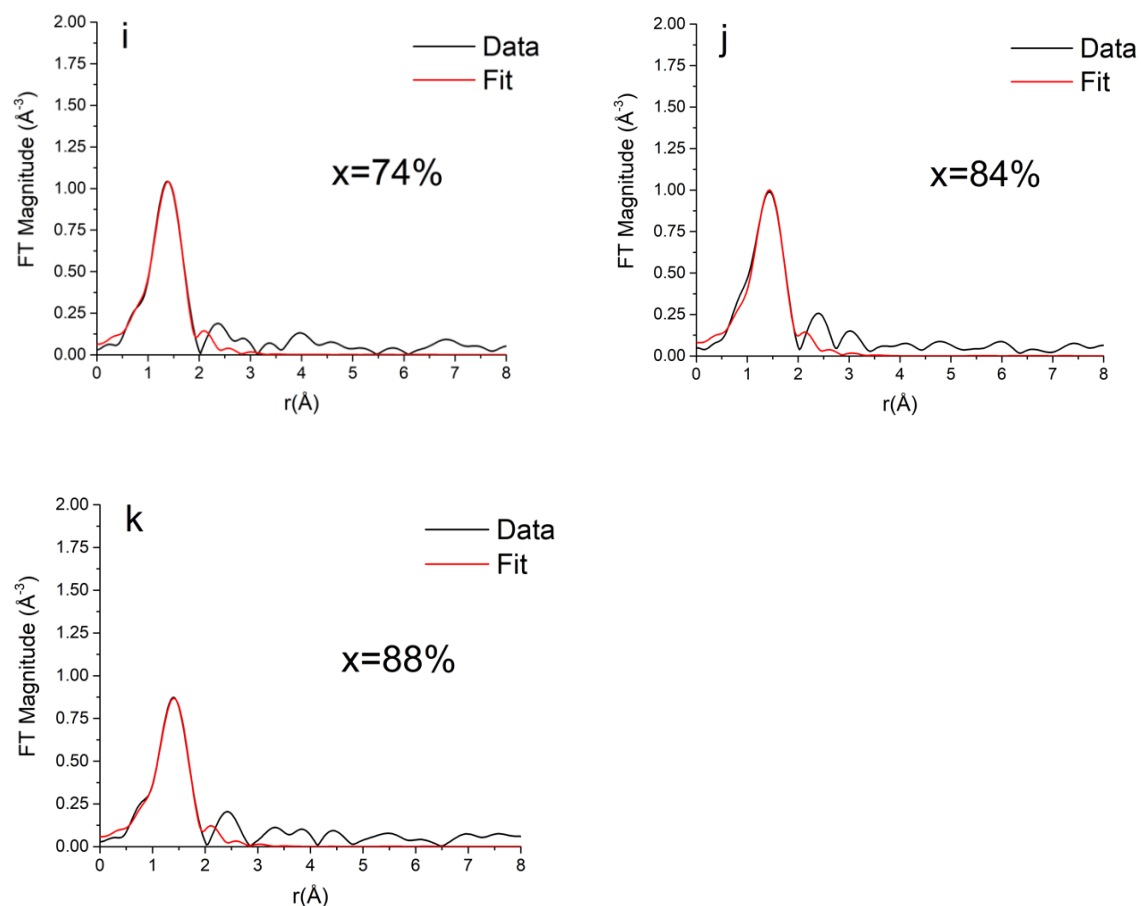 i
Data
Fit
x=74%
FT Magnitude (Å⁻³)
2.00
1.75
1.50
1.25
1.00
0.75
0.50
0.25
0.00
0 1 2 3 4 5 6 7 8
r(Å)
j
Data
Fit
x=84%
FT Magnitude (Å⁻³)
2.00
1.75
1.50
1.25
1.00
0.75
0.50
0.25
0.00
0 1 2 3 4 5 6 7 8
r(Å)
k
Data
Fit
x=88%
FT Magnitude (Å⁻³)
2.00
1.75
1.50
1.25
1.00
0.75
0.50
0.25
0.00
0 1 2 3 4 5 6 7 8
r(Å)